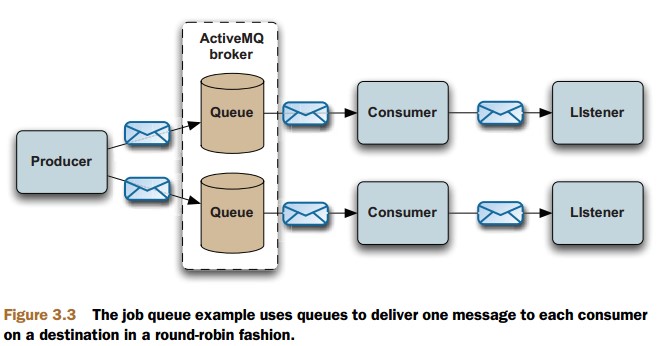 ActiveMQ
broker
Queue
Consumer
LIstener
Producer
Queue
Consumer
LIstener
Figure 3.3 The job queue example uses queues to deliver one message to each consumer
on a destination in a round-robin fashion.